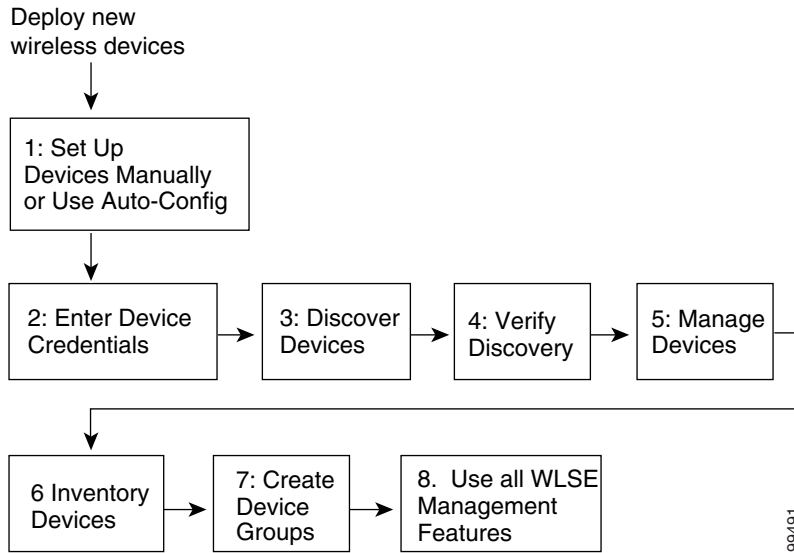 Deploy new
wireless devices
1: Set Up
Devices Manually
or Use Auto-Config
2: Enter Device
Credentials
3: Discover
Devices
4: Verify
Discovery
5: Manage
Devices
6 Inventory
Devices
7: Create
Device
Groups
8. Use all WLSE
Management
Features
99491